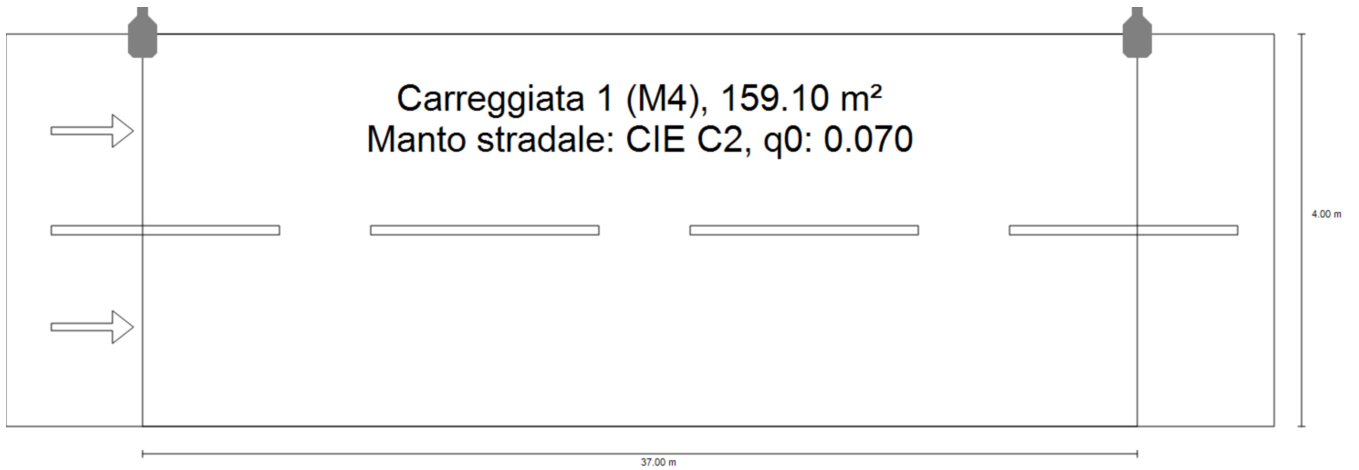 Carreggiata 1 (M4), 159.10 m²
Manto stradale: CIE C2, q0: 0.070
4.00 m
37.00 m